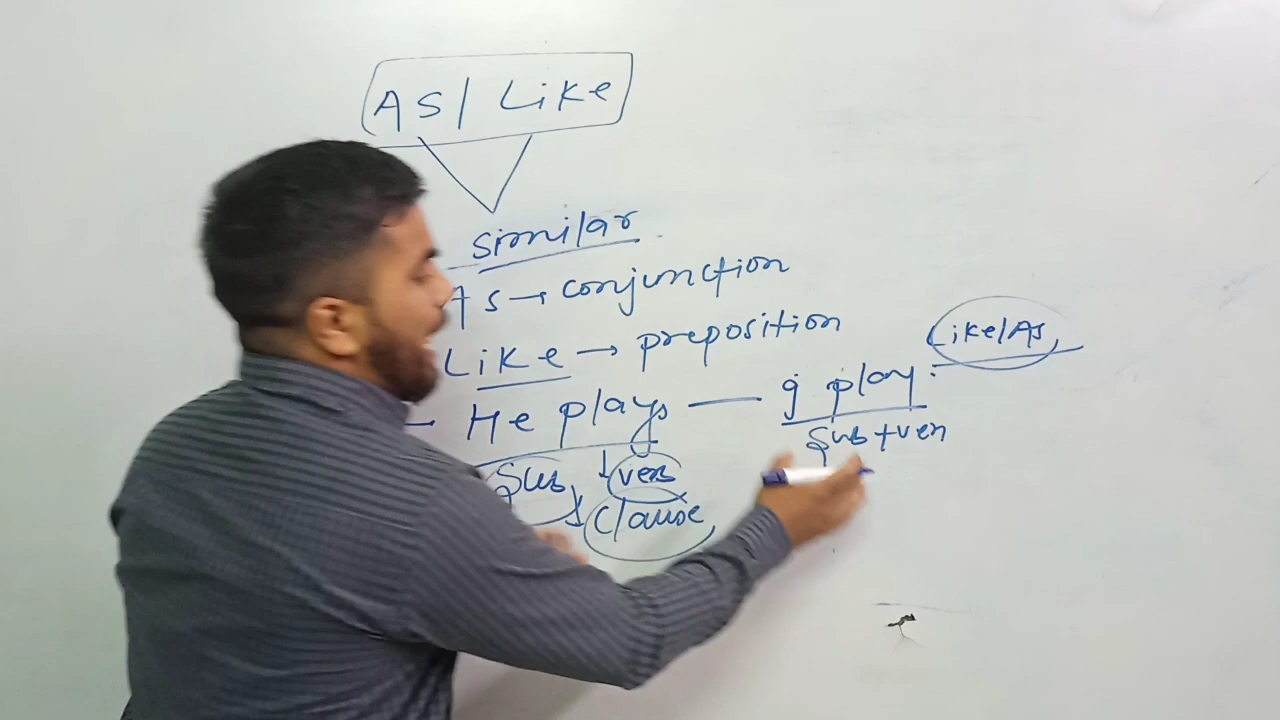 AS/ Like
Similar
As → conjunction
Like → preposition
Like/As
He plays — I play.
Sub verb Sub + verb
Clause